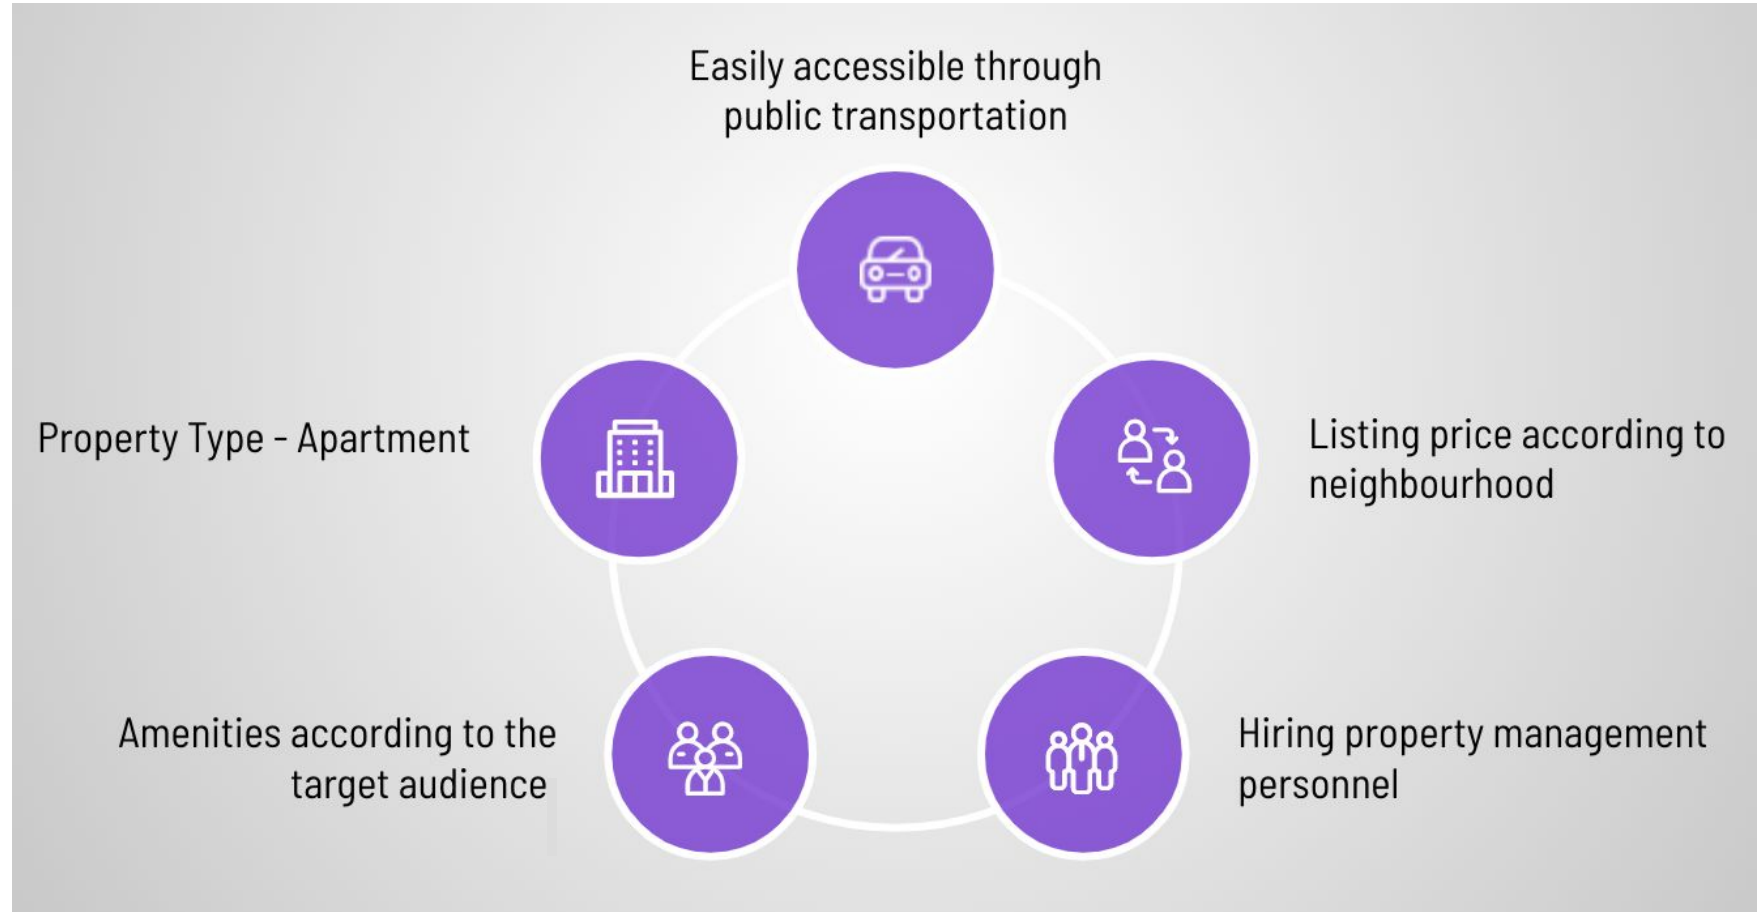 Easily accessible through
public transportation
Property Type - Apartment
Listing price according to
neighbourhood
Amenities according to the
target audience
Hiring property management
personnel